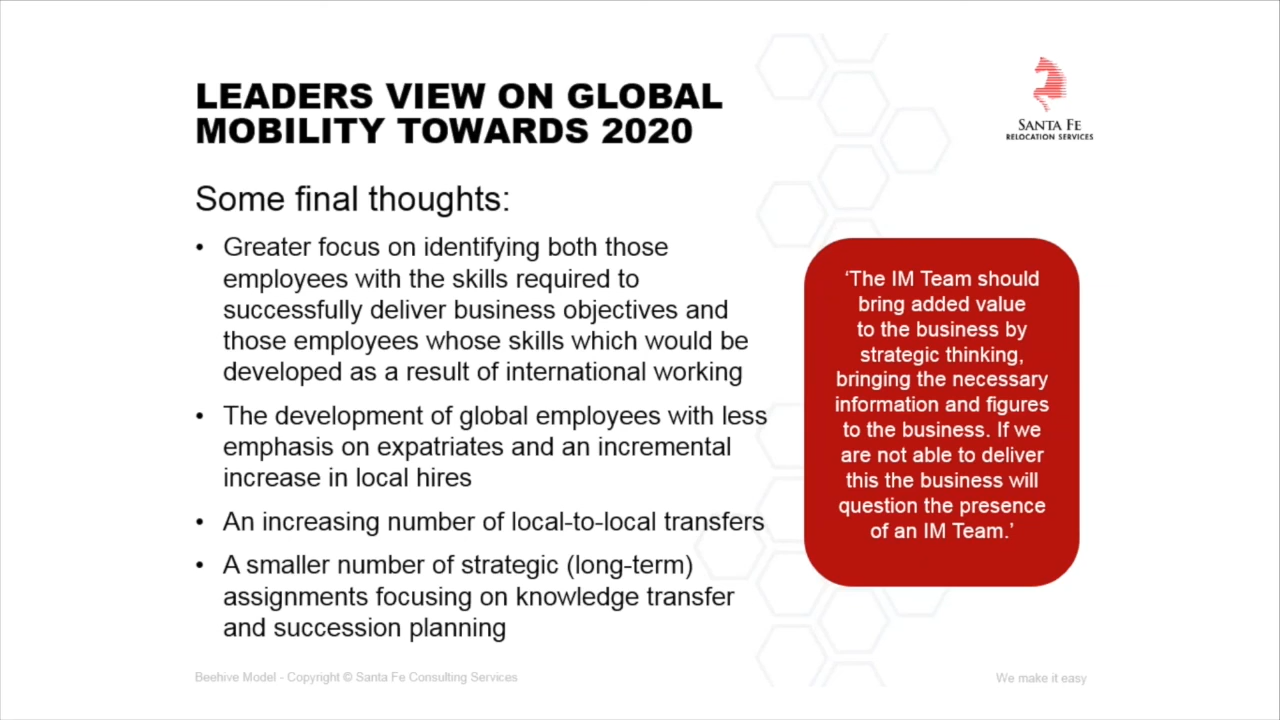 LEADERS VIEW ON GLOBAL
MOBILITY TOWARDS 2020
SANTA FE
RELOCATION SERVICES
Some final thoughts:
• Greater focus on identifying both those
employees with the skills required to
successfully deliver business objectives and
those employees whose skills which would be
developed as a result of international working
• The development of global employees with less
emphasis on expatriates and an incremental
increase in local hires
• An increasing number of local-to-local transfers
• A smaller number of strategic (long-term)
assignments focusing on knowledge transfer
and succession planning
‘The IM Team should
bring added value
to the business by
strategic thinking,
bringing the necessary
information and figures
to the business. If we
are not able to deliver
this the business will
question the presence
of an IM Team.’
Beehive Model - Copyright © Santa Fe Consulting Services
We make it easy